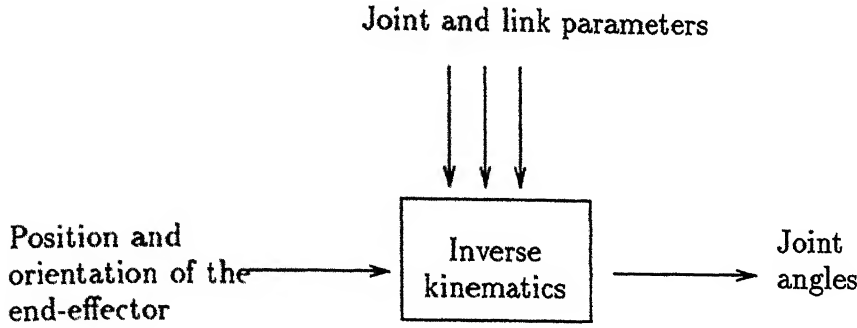 Joint and link parameters
Position and
orientation of the
end-effector
Inverse
kinematics
Joint
angles